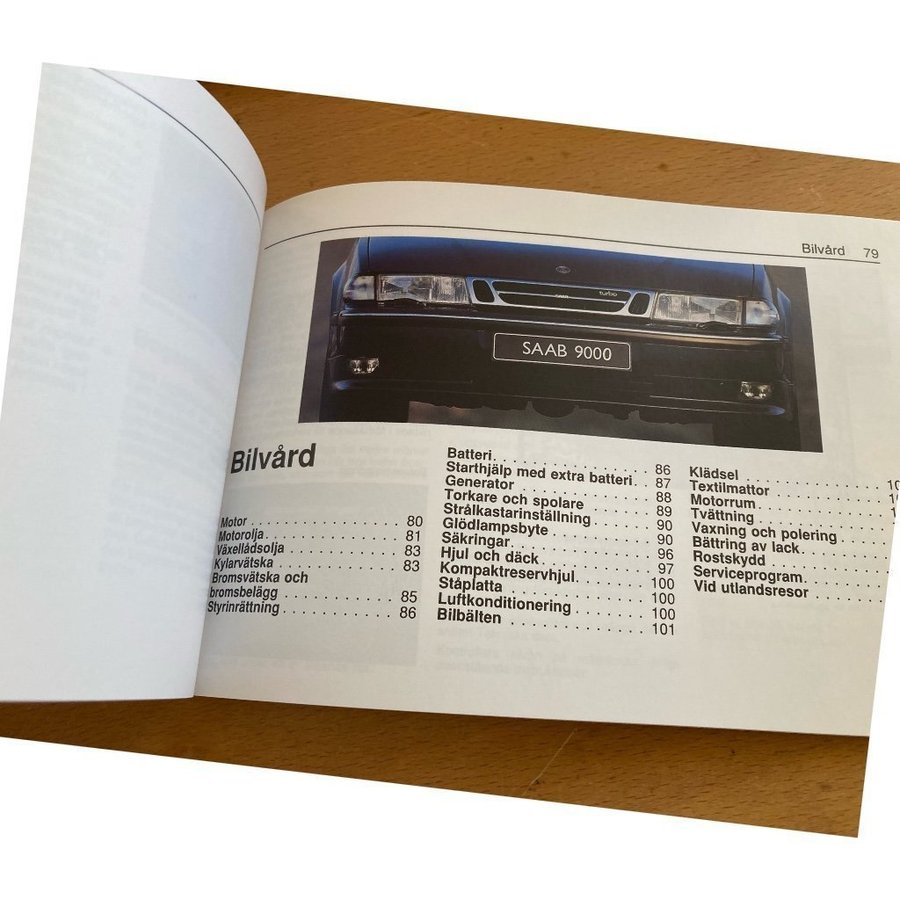 Bilvård 79
SAAB
turbo
SAAB 9000
Bilvård
Motor . . . . . . . . . . . . . . . . . . . . 80
Motorolja. . . . . . . . . . . . . . . . . . 81
Växellådsolja . . . . . . . . . . . . . . . 83
Kylarvätska . . . . . . . . . . . . . . . . 83
Bromsvätska och
bromsbelägg . . . . . . . . . . . . . . . 85
Styrinrättning . . . . . . . . . . . . . . . 86
Batteri. . . . . . . . . . . . . . . . . . . . 86
Starthjälp med extra batteri. . 87
Generator . . . . . . . . . . . . . . . . . 88
Torkare och spolare . . . . . . . . . 89
Strålkastarinställning . . . . . . . . 90
Glödlampsbyte . . . . . . . . . . . . . 90
Säkringar. . . . . . . . . . . . . . . . . . 96
Hjul och däck. . . . . . . . . . . . . . . 97
Kompaktreservhjul. . . . . . . . . . 100
Ståplatta . . . . . . . . . . . . . . . . . 100
Luftkonditionering . . . . . . . . . . 100
Bilbälten . . . . . . . . . . . . . . . . . 101
Klädsel . . . . . . . . . . . . . . . . . .
Textilmattor . . . . . . . . . . . . . . .
Motorrum . . . . . . . . . . . . . . . .
Tvättning . . . . . . . . . . . . . . . . .
Vaxning och polering . . . . . . .
Bättring av lack. . . . . . . . . . . .
Rostskydd . . . . . . . . . . . . . . . .
Serviceprogram. . . . . . . . . . . .
Vid utlandsresor . . . . . . . . . . .